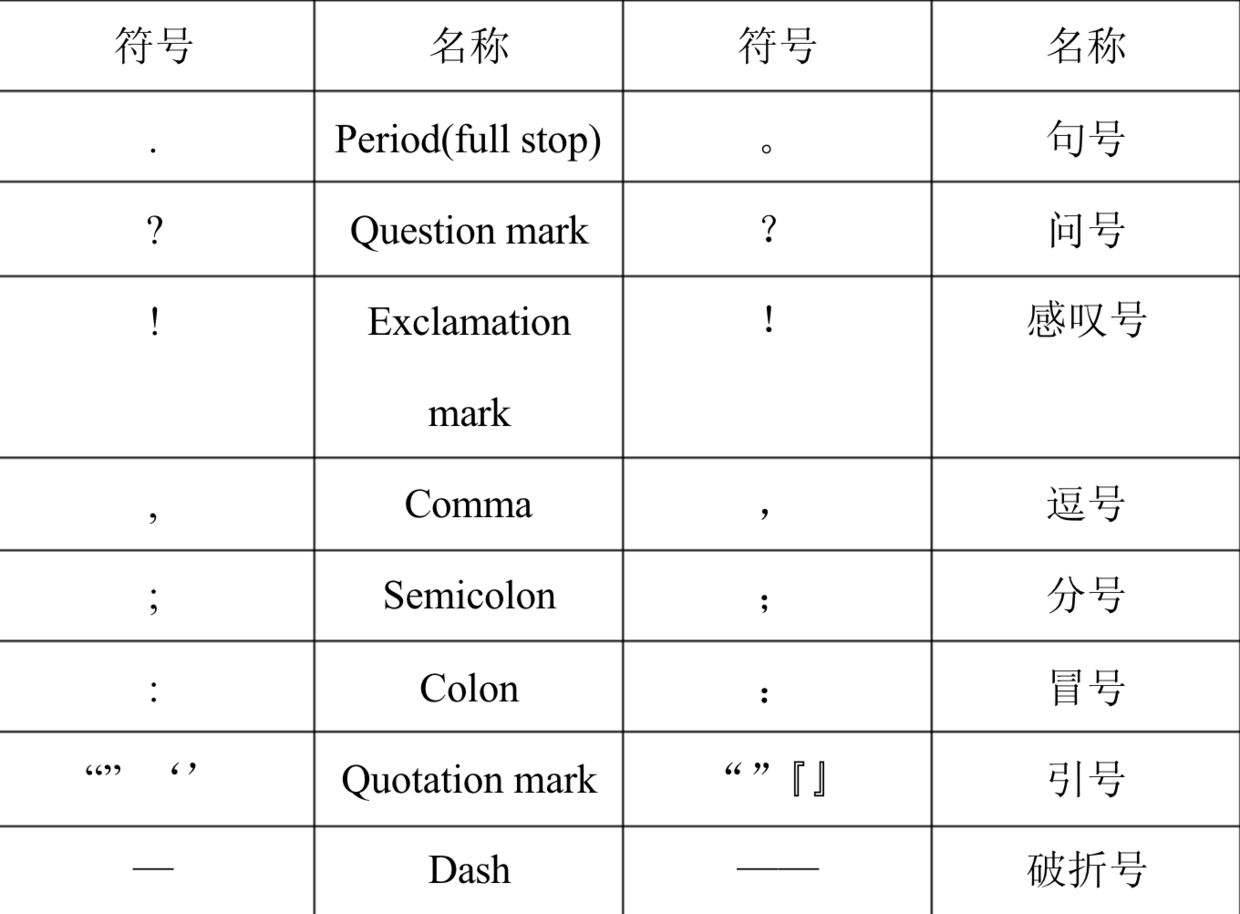 符号 名称 符号 名称
. Period(full stop) 。 句号
? Question mark ？ 问号
! Exclamation mark ！ 感叹号
, Comma ， 逗号
; Semicolon ； 分号
: Colon ： 冒号
“” ‘’ Quotation mark “ ”『』 引号
— Dash —— 破折号